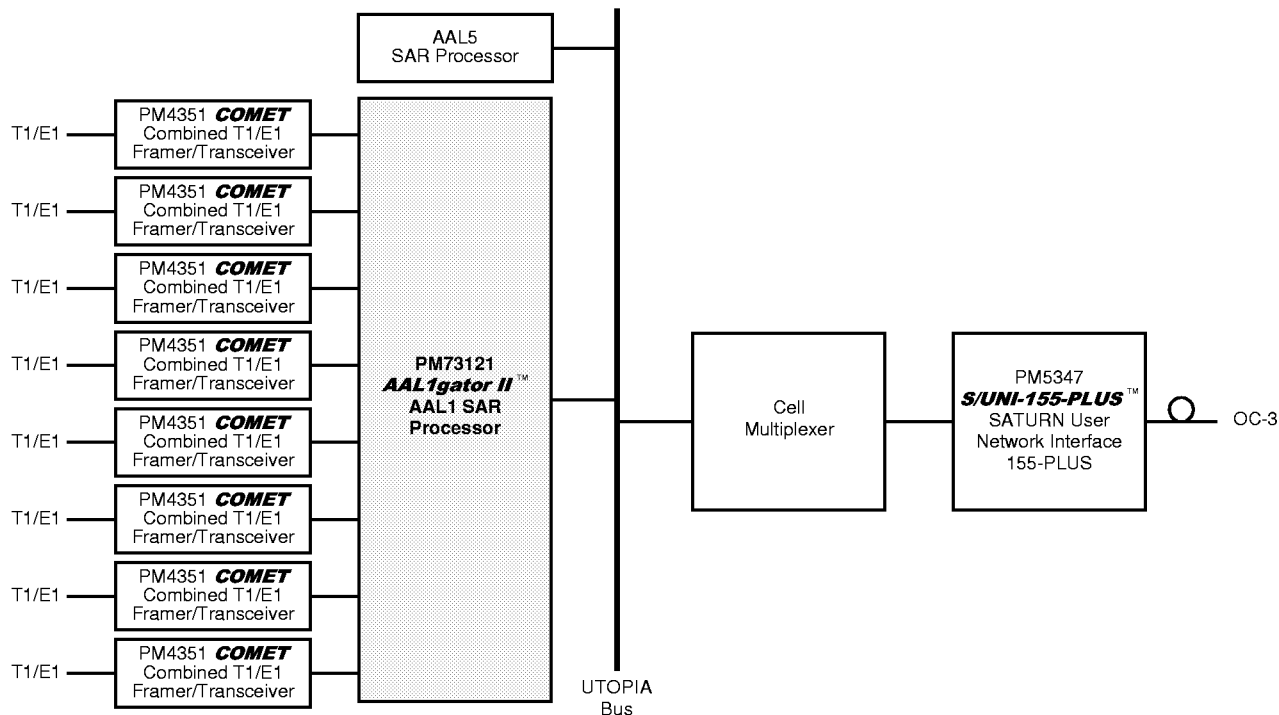 AAL5
SAR Processor
T1/E1
PM4351 COMET
Combined T1/E1
Framer/Transceiver
T1/E1
PM4351 COMET
Combined T1/E1
Framer/Transceiver
T1/E1
PM4351 COMET
Combined T1/E1
Framer/Transceiver
T1/E1
PM4351 COMET
Combined T1/E1
Framer/Transceiver
T1/E1
PM4351 COMET
Combined T1/E1
Framer/Transceiver
T1/E1
PM4351 COMET
Combined T1/E1
Framer/Transceiver
T1/E1
PM4351 COMET
Combined T1/E1
Framer/Transceiver
T1/E1
PM4351 COMET
Combined T1/E1
Framer/Transceiver
PM73121
AAL1gator II™
AAL1 SAR
Processor
UTOPIA
Bus
Cell
Multiplexer
PM5347
S/UNI-155-PLUS™
SATURN User
Network Interface
155-PLUS
OC-3